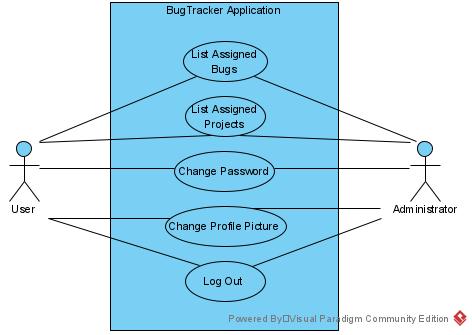 BugTracker Application
List Assigned
Bugs
List Assigned
Projects
Change Password
User
Administrator
Change Profile Picture
Log Out
Powered By Visual Paradigm Community Edition